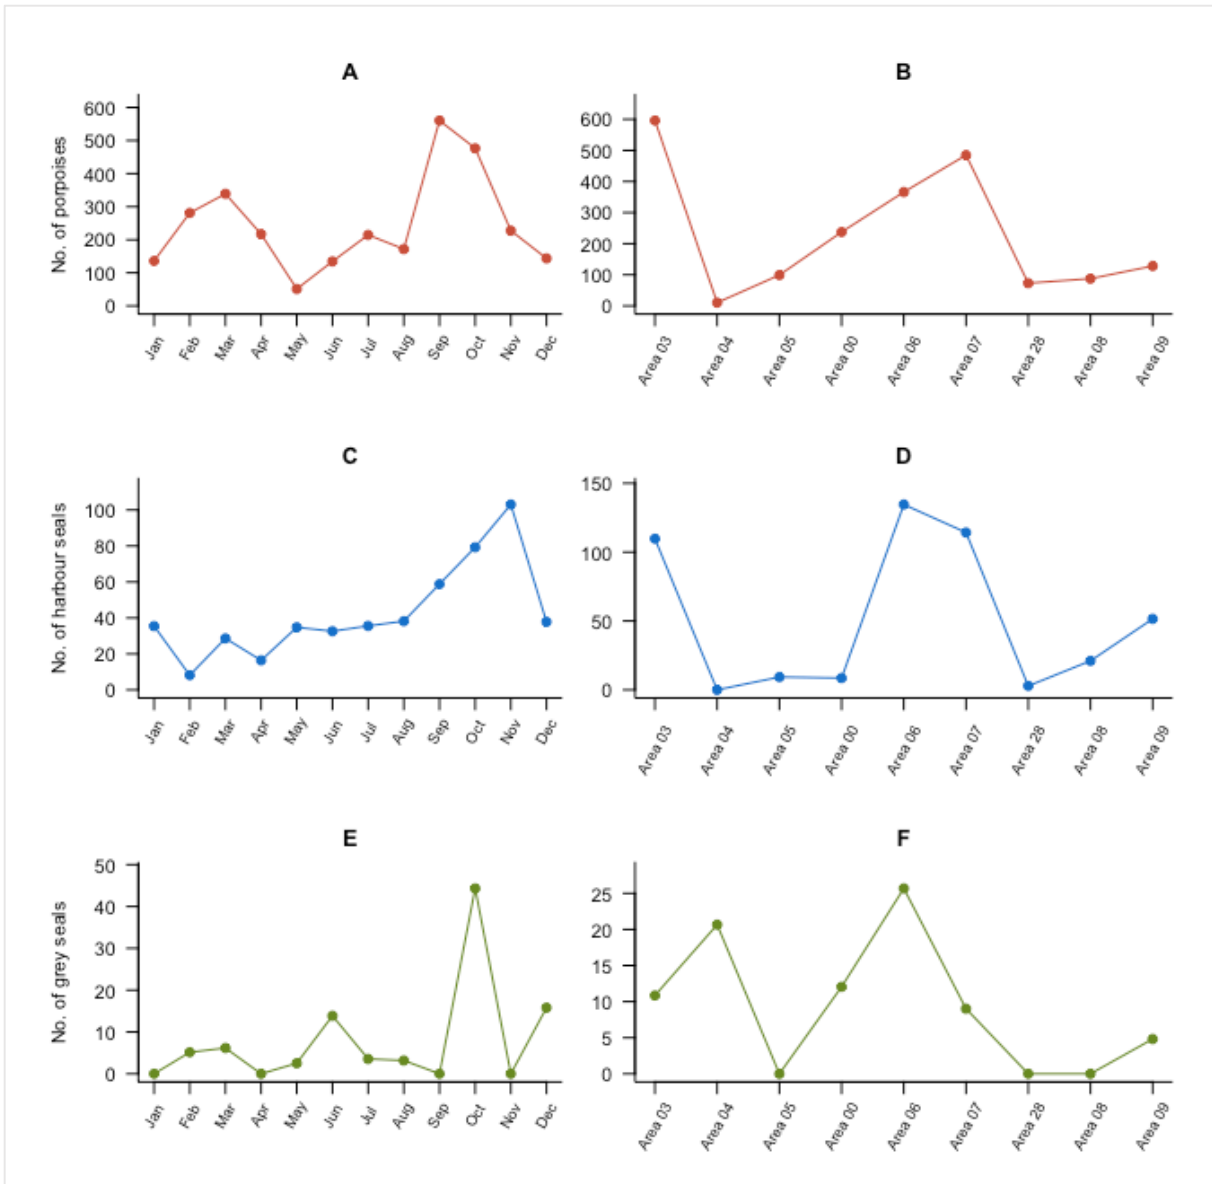 A
No. of porpoises
600
500
400
300
200
100
0
Jan Feb Mar Apr May Jun Jul Aug Sep Oct Nov Dec
B
600
500
400
300
200
100
0
Area 03 Area 04 Area 05 Area 00 Area 06 Area 07 Area 28 Area 08 Area 09
C
No. of harbour seals
100
80
60
40
20
0
Jan Feb Mar Apr May Jun Jul Aug Sep Oct Nov Dec
D
150
100
50
0
Area 03 Area 04 Area 05 Area 00 Area 06 Area 07 Area 28 Area 08 Area 09
E
No. of grey seals
50
40
30
20
10
0
Jan Feb Mar Apr May Jun Jul Aug Sep Oct Nov Dec
F
25
20
15
10
5
0
Area 03 Area 04 Area 05 Area 00 Area 06 Area 07 Area 28 Area 08 Area 09